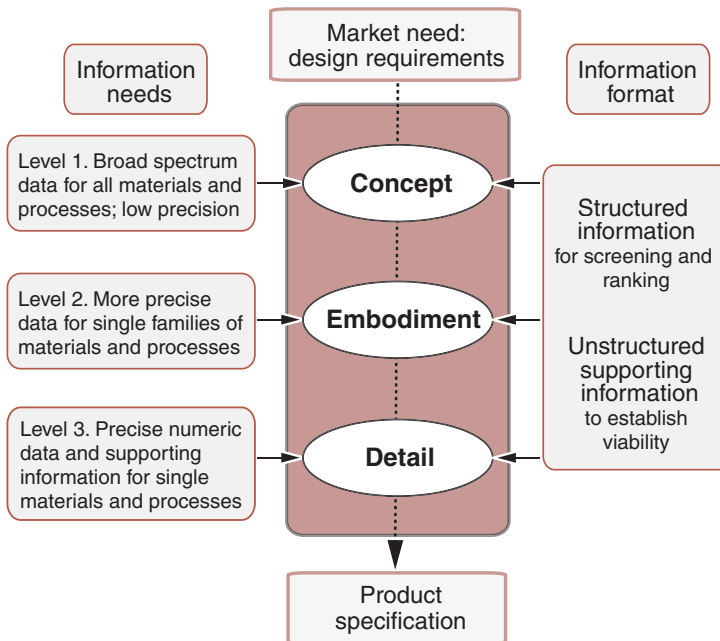 Market need:
design requirements
Information
needs
Information
format
Level 1. Broad spectrum
data for all materials and
processes; low precision
Concept
Structured
information
for screening and
ranking
Level 2. More precise
data for single families of
materials and processes
Embodiment
Unstructured
supporting
information
to establish
viability
Level 3. Precise numeric
data and supporting
information for single
materials and processes
Detail
Product
specification